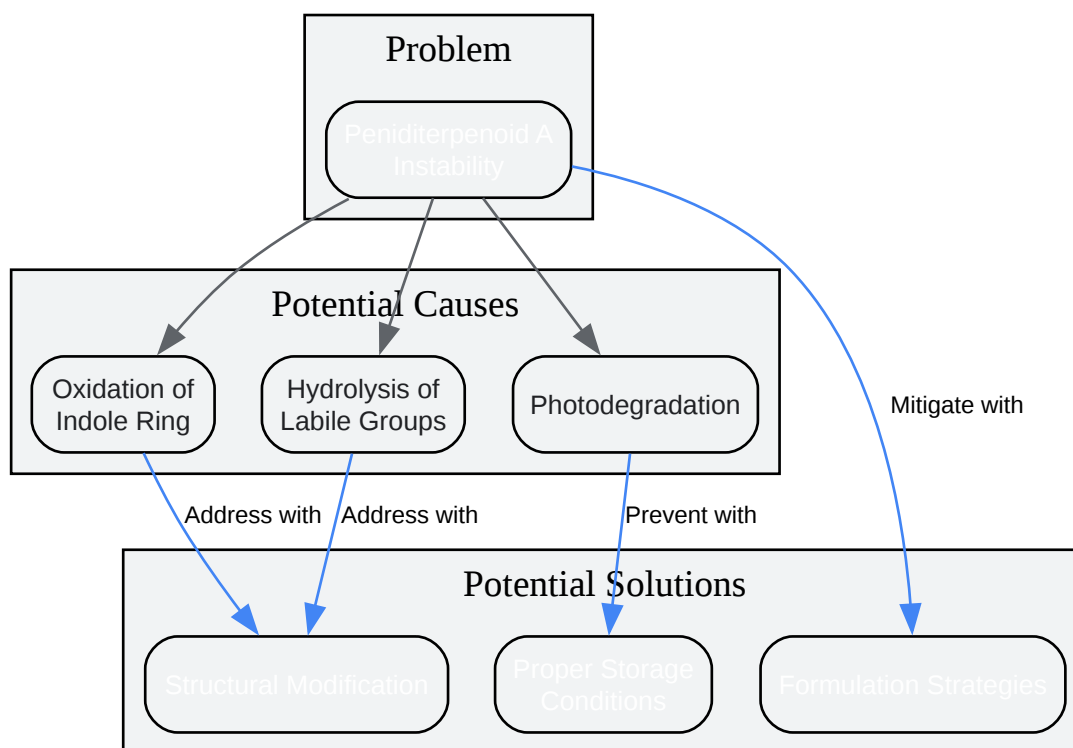 Problem
Peniditerpenoid A
Instability
Potential Causes
Oxidation of
Indole Ring
Hydrolysis of
Labile Groups
Photodegradation
Mitigate with
Address with
Address with
Prevent with
Potential Solutions
Structural Modification
Proper Storage
Conditions
Formulation Strategies